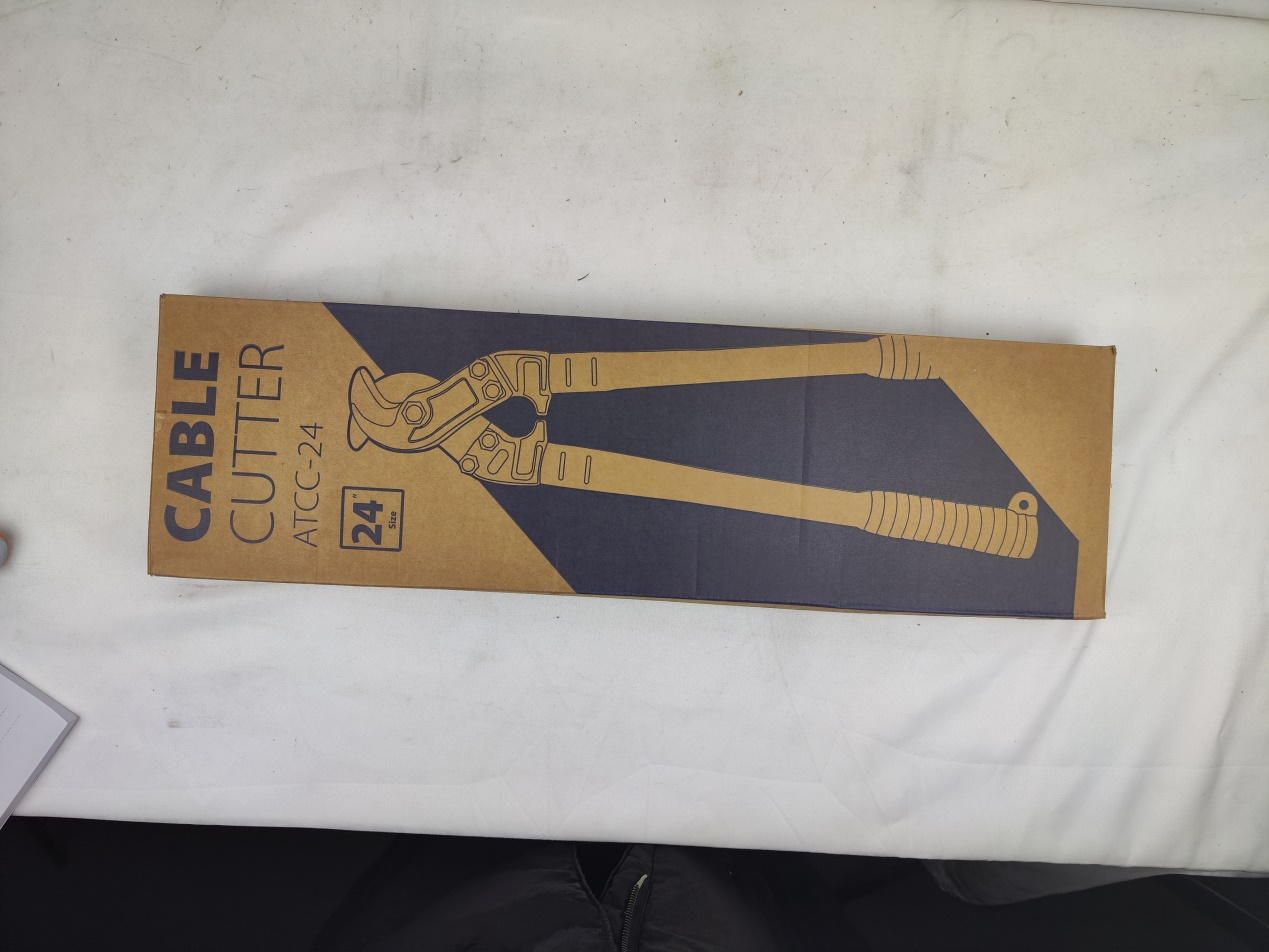 CABLE
CUTTER
ATCC-24
24"
Size